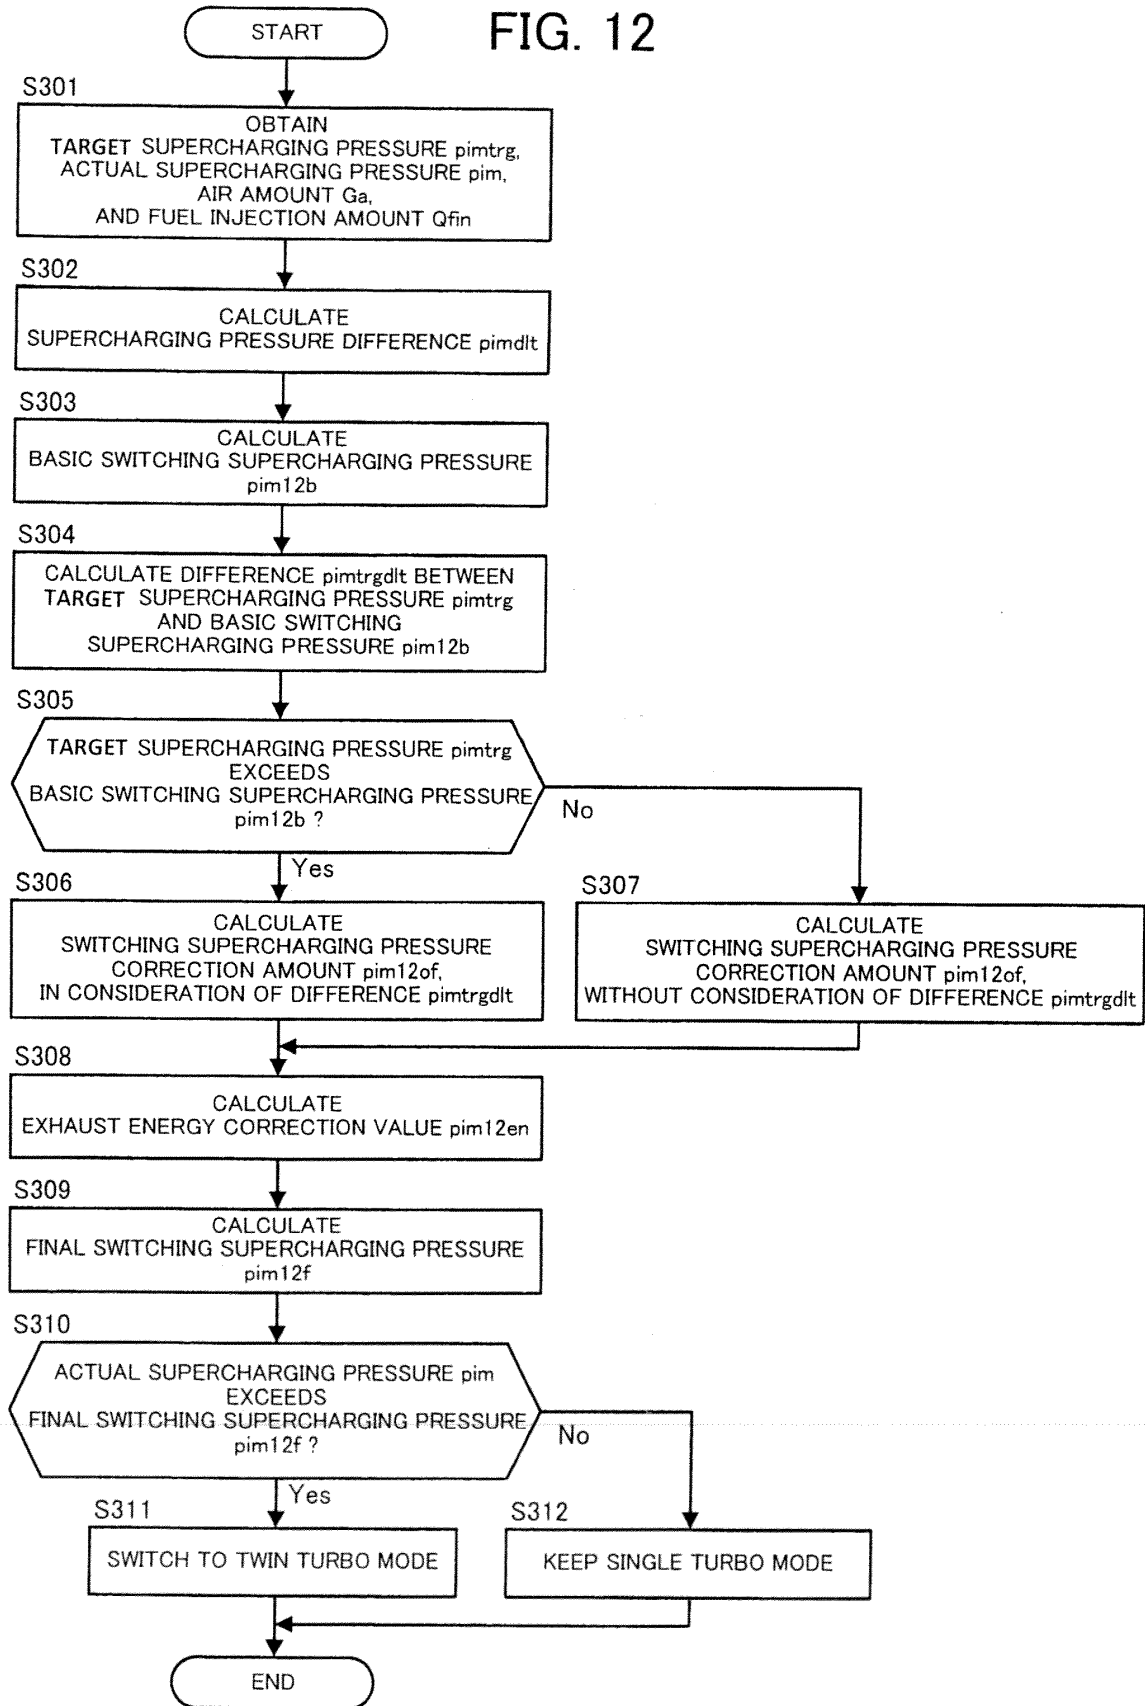 START
FIG. 12
S301
OBTAIN
TARGET SUPERCHARGING PRESSURE pimtrg,
ACTUAL SUPERCHARGING PRESSURE pim,
AIR AMOUNT Ga,
AND FUEL INJECTION AMOUNT Qfin
S302
CALCULATE
SUPERCHARGING PRESSURE DIFFERENCE pimdlt
S303
CALCULATE
BASIC SWITCHING SUPERCHARGING PRESSURE
pim12b
S304
CALCULATE DIFFERENCE pimtrgdlt BETWEEN
TARGET SUPERCHARGING PRESSURE pimtrg
AND BASIC SWITCHING
SUPERCHARGING PRESSURE pim12b
S305
TARGET SUPERCHARGING PRESSURE pimtrg
EXCEEDS
BASIC SWITCHING SUPERCHARGING PRESSURE
pim12b ?
No
Yes
S306
CALCULATE
SWITCHING SUPERCHARGING PRESSURE
CORRECTION AMOUNT pim12of,
IN CONSIDERATION OF DIFFERENCE pimtrgdlt
S307
CALCULATE
SWITCHING SUPERCHARGING PRESSURE
CORRECTION AMOUNT pim12of,
WITHOUT CONSIDERATION OF DIFFERENCE pimtrgdlt
S308
CALCULATE
EXHAUST ENERGY CORRECTION VALUE pim12en
S309
CALCULATE
FINAL SWITCHING SUPERCHARGING PRESSURE
pim12f
S310
ACTUAL SUPERCHARGING PRESSURE pim
EXCEEDS
FINAL SWITCHING SUPERCHARGING PRESSURE
pim12f ?
No
Yes
S311
SWITCH TO TWIN TURBO MODE
S312
KEEP SINGLE TURBO MODE
END